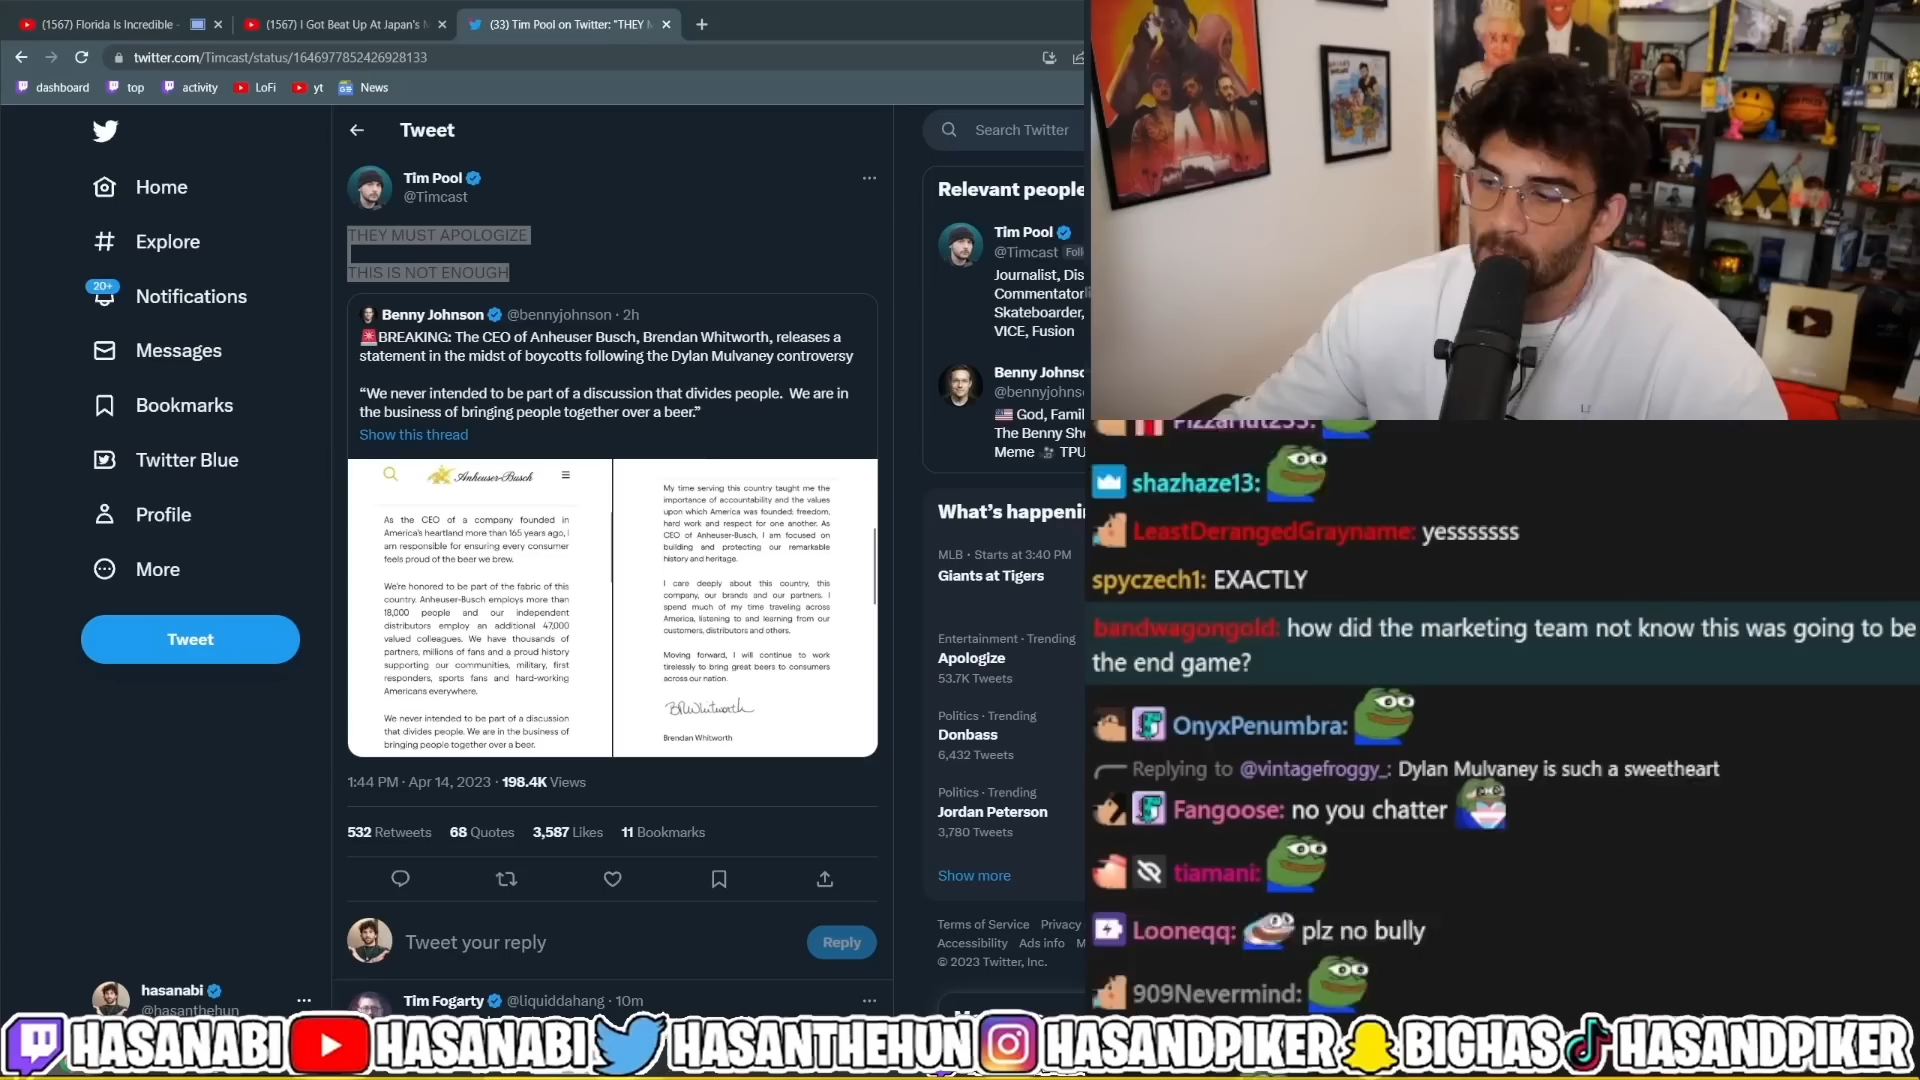 (1567) Florida Is Incredible -
(1567) I Got Beat Up At Japan's
(33) Tim Pool on Twitter: "THEY
twitter.com/Timcast/status/1646977852426928133
dashboard
top
activity
LoFi
yt
News
Home
Explore
20+
Notifications
Messages
Bookmarks
Twitter Blue
Profile
More
Tweet
hasanabi
@hasanthehun
Tweet
Tim Pool
@Timcast
THEY MUST APOLOGIZE
THIS IS NOT ENOUGH
Benny Johnson @bennyjohnson · 2h
🚨BREAKING: The CEO of Anheuser Busch, Brendan Whitworth, releases a
statement in the midst of boycotts following the Dylan Mulvaney controversy
“We never intended to be part of a discussion that divides people. We are in
the business of bringing people together over a beer.”
Show this thread
Anheuser-Busch
As the CEO of a company founded in
America's heartland more than 165 years ago, I
am responsible for ensuring every consumer
feels proud of the beer we brew.
We're honored to be part of the fabric of this
country. Anheuser-Busch employs more than
18,000 people and our independent
distributors employ an additional 47,000
valued colleagues. We have thousands of
partners, millions of fans and a proud history
supporting our communities, military, first
responders, sports fans and hard-working
Americans everywhere.
We never intended to be part of a discussion
that divides people. We are in the business of
bringing people together over a beer.
My time serving this country taught me the
importance of accountability and the values
upon which America was founded: freedom,
hard work and respect for one another. As
CEO of Anheuser-Busch, I am focused on
building and protecting our remarkable
history and heritage.
I care deeply about this country, this
company, our brands and our partners. I
spend much of my time traveling across
America, listening to and learning from our
customers, distributors and others.
Moving forward, I will continue to work
tirelessly to bring great beers to consumers
across our nation.
BRWhitworth
Brendan Whitworth
1:44 PM · Apr 14, 2023 · 198.4K Views
532 Retweets 68 Quotes 3,587 Likes 11 Bookmarks
Tweet your reply
Reply
Tim Fogarty @liquiddahang · 10m
Search Twitter
Relevant people
Tim Pool
@Timcast Foll
Journalist, Dis
Commentator
Skateboarder,
VICE, Fusion
Benny Johnso
@bennyjohnso
🇺🇸 God, Famil
The Benny Sho
Meme TPU
What's happeni
MLB · Starts at 3:40 PM
Giants at Tigers
Entertainment · Trending
Apologize
53.7K Tweets
Politics · Trending
Donbass
6,432 Tweets
Politics · Trending
Jordan Peterson
3,780 Tweets
Show more
Terms of Service Privacy
Accessibility Ads info M
© 2023 Twitter, Inc.
TIKTOK
PizzaHut255:
shazhaze13:
LeastDerangedGrayname: yesssssss
spyczech1: EXACTLY
bandwagongold: how did the marketing team not know this was going to be
the end game?
OnyxPenumbra:
Replying to @vintagefroggy_: Dylan Mulvaney is such a sweetheart
Fangoose: no you chatter
tiamani:
Looneqq: plz no bully
909Nevermind:
HASANABI HASANABI HASANTHEHUN HASANDPIKER BIGHAS HASANDPIKER